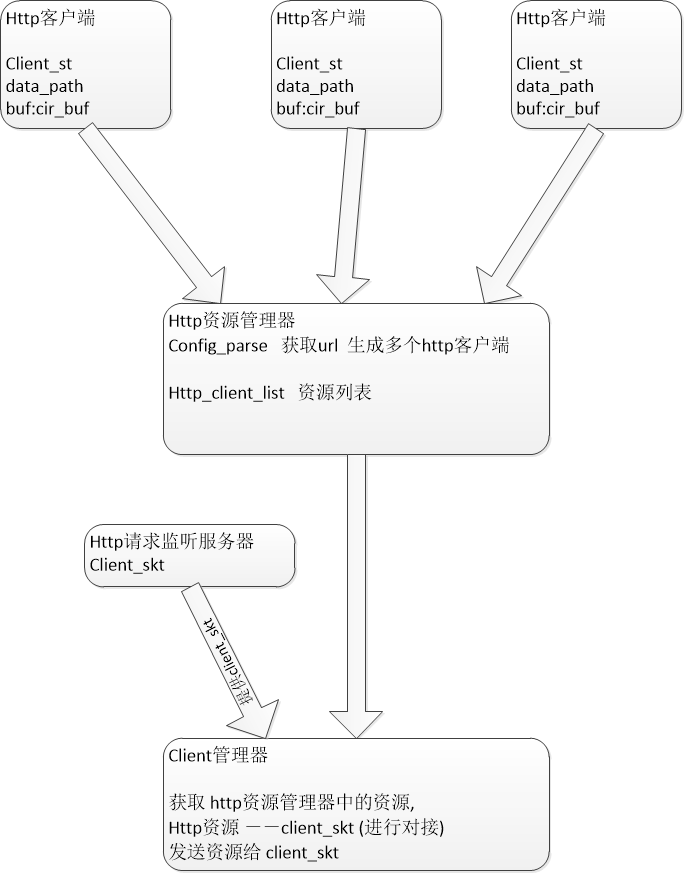 Http客户端
Client_st
data_path
buf:cir_buf
Http客户端
Client_st
data_path
buf:cir_buf
Http客户端
Client_st
data_path
buf:cir_buf
Http资源管理器
Config_parse 获取url 生成多个http客户端
Http_client_list 资源列表
Http请求监听服务器
Client_skt
提供client_skt
Client管理器
获取 http资源管理器中的资源,
Http资源 －－client_skt (进行对接)
发送资源给 client_skt